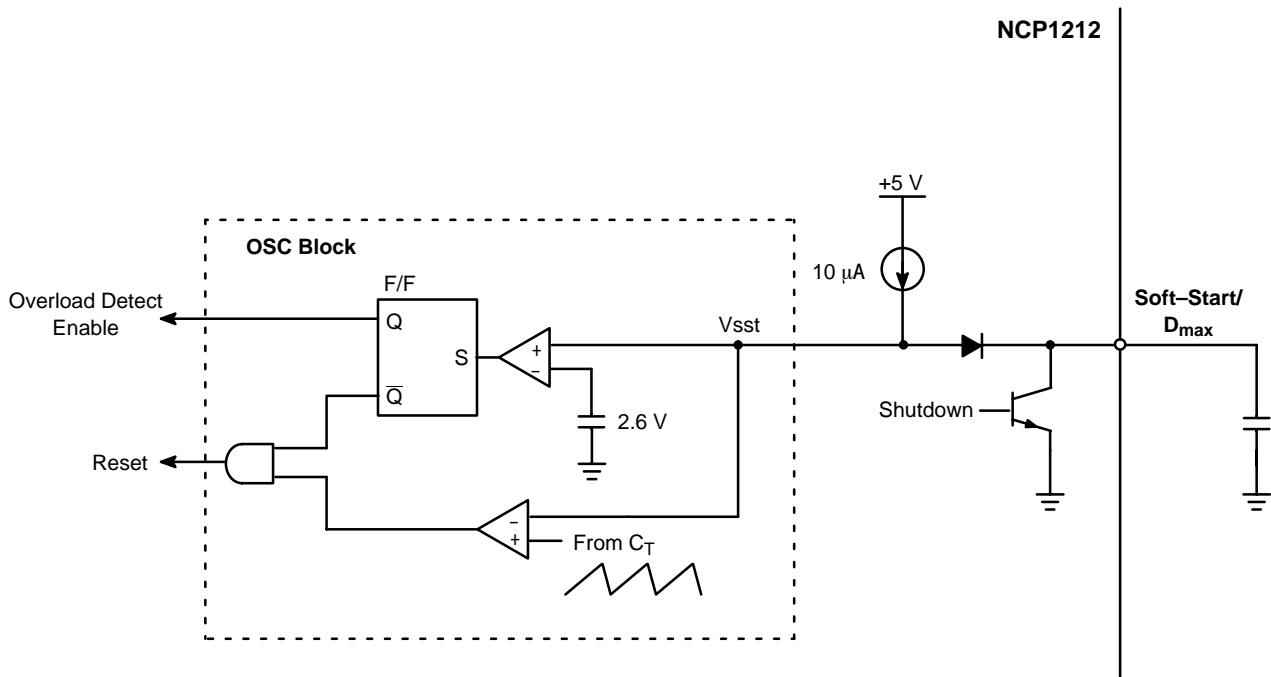 NCP1212
+5 V
10 μA
OSC Block
F/F
Overload Detect
Enable
Q
S
+
−
Vsst
Soft–Start/
Dmax
Q̅
2.6 V
Shutdown
Reset
−
+
From CT